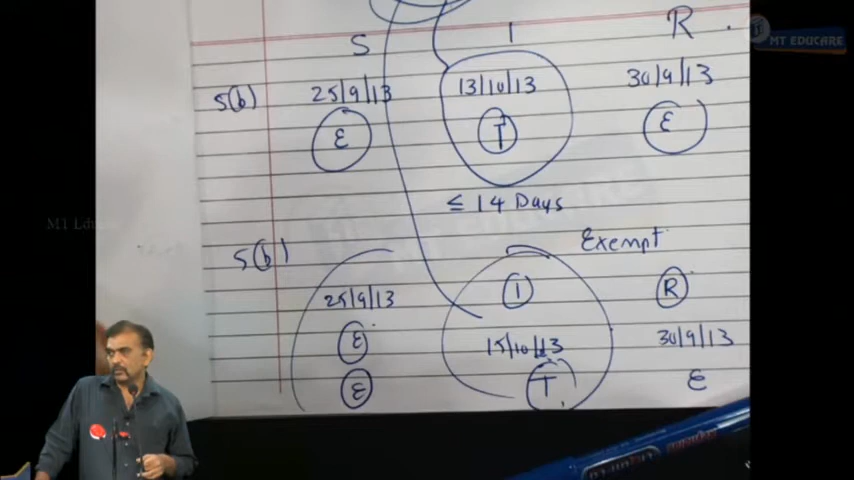 S I R
MT EDUCARE
5(b) 25/9/13 13/10/13 30/9/13
E T E
≤ 14 Days
5(b) Exempt
I R
25/9/13
15/10/13 30/9/13
E
E T E